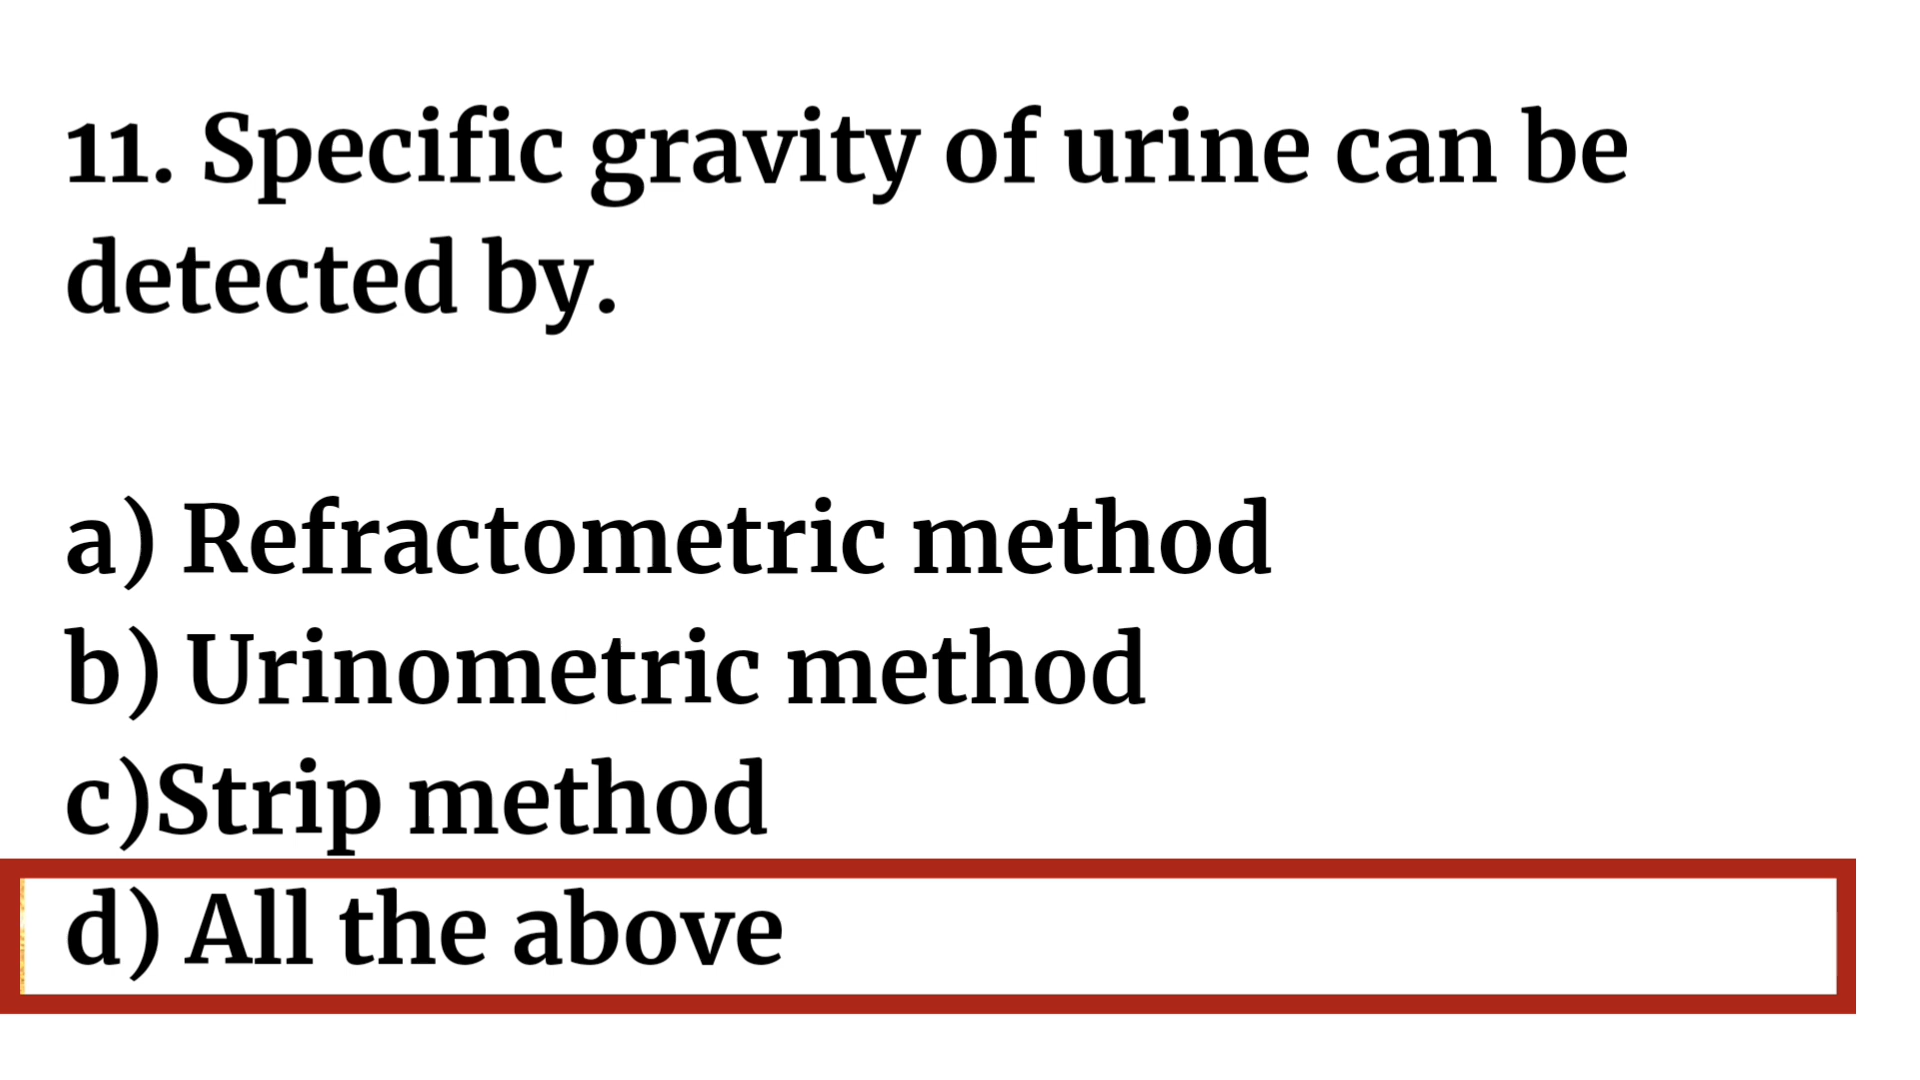 11. Specific gravity of urine can be
detected by.
a) Refractometric method
b) Urinometric method
c)Strip method
d) All the above